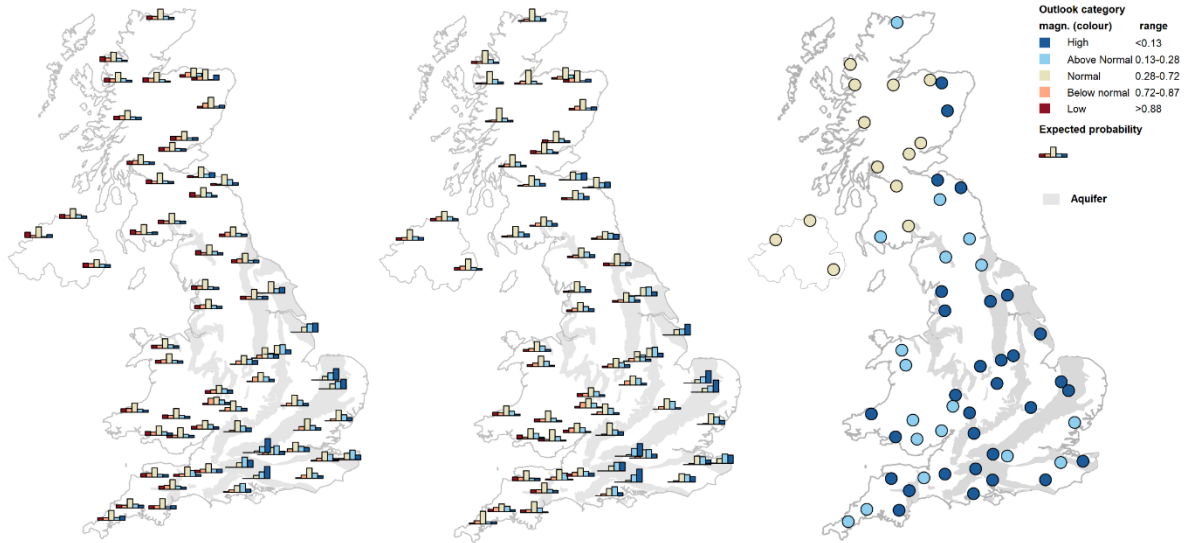 Outlook category
magn. (colour) range
High <0.13
Above Normal 0.13-0.28
Normal 0.28-0.72
Below normal 0.72-0.87
Low >0.88
Expected probability
Aquifer